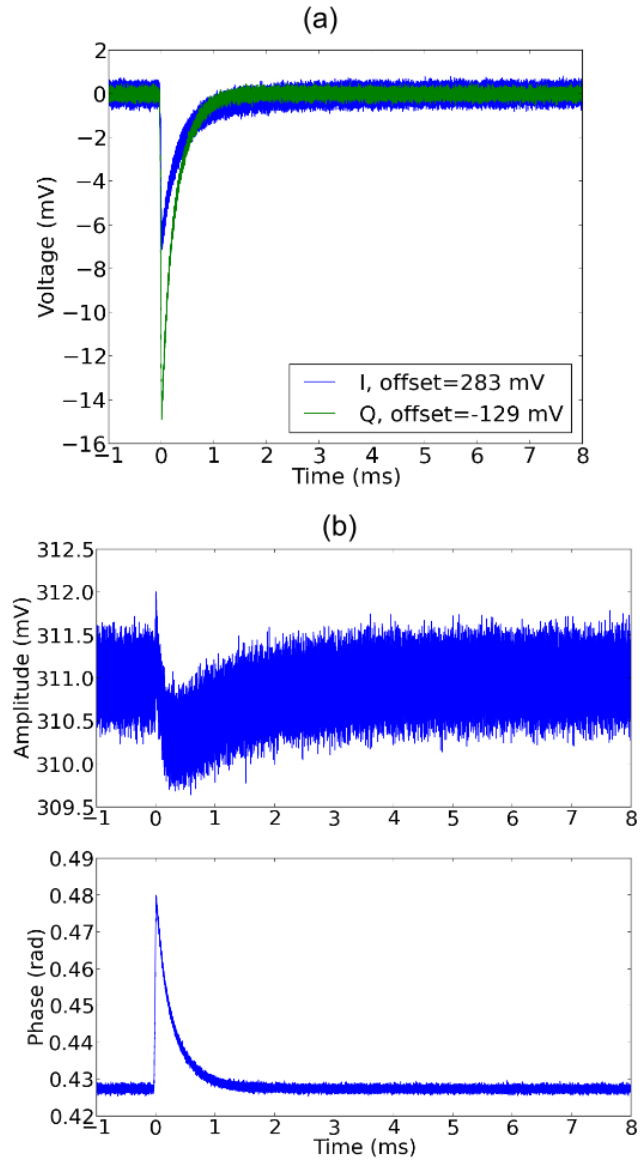 (a)
2
0
−2
−4
−6
−8
−10
−12
−14
−16
Voltage (mV)
I, offset=283 mV
Q, offset=-129 mV
−1 0 1 2 3 4 5 6 7 8
Time (ms)
(b)
312.5
312.0
311.5
311.0
310.5
310.0
309.5
Amplitude (mV)
−1 0 1 2 3 4 5 6 7 8
0.49
0.48
0.47
0.46
0.45
0.44
0.43
0.42
Phase (rad)
−1 0 1 2 3 4 5 6 7 8
Time (ms)